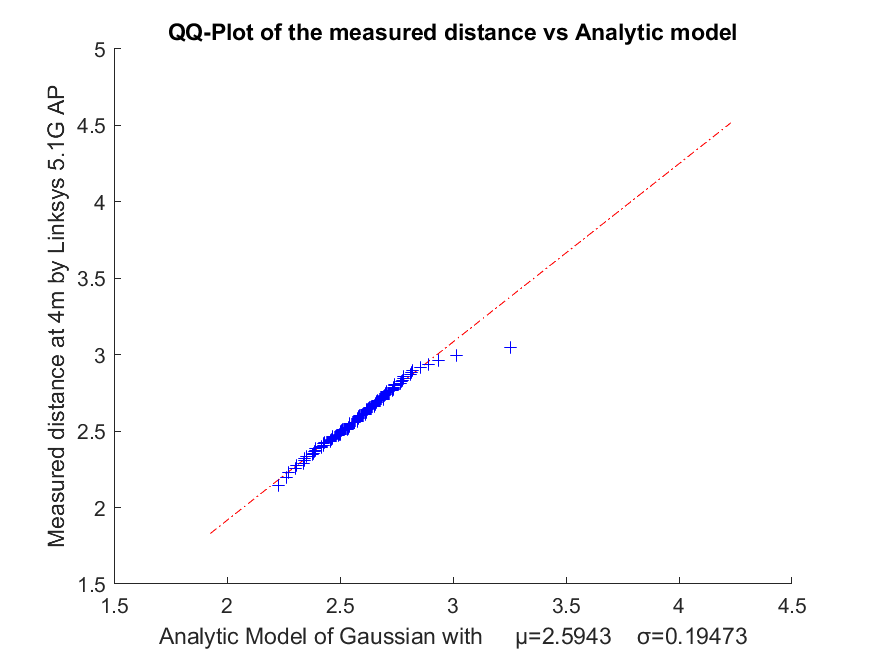 QQ-Plot of the measured distance vs Analytic model
Measured distance at 4m by Linksys 5.1G AP
5
4.5
4
3.5
3
2.5
2
1.5
1.5 2 2.5 3 3.5 4 4.5
Analytic Model of Gaussian with μ=2.5943 σ=0.19473